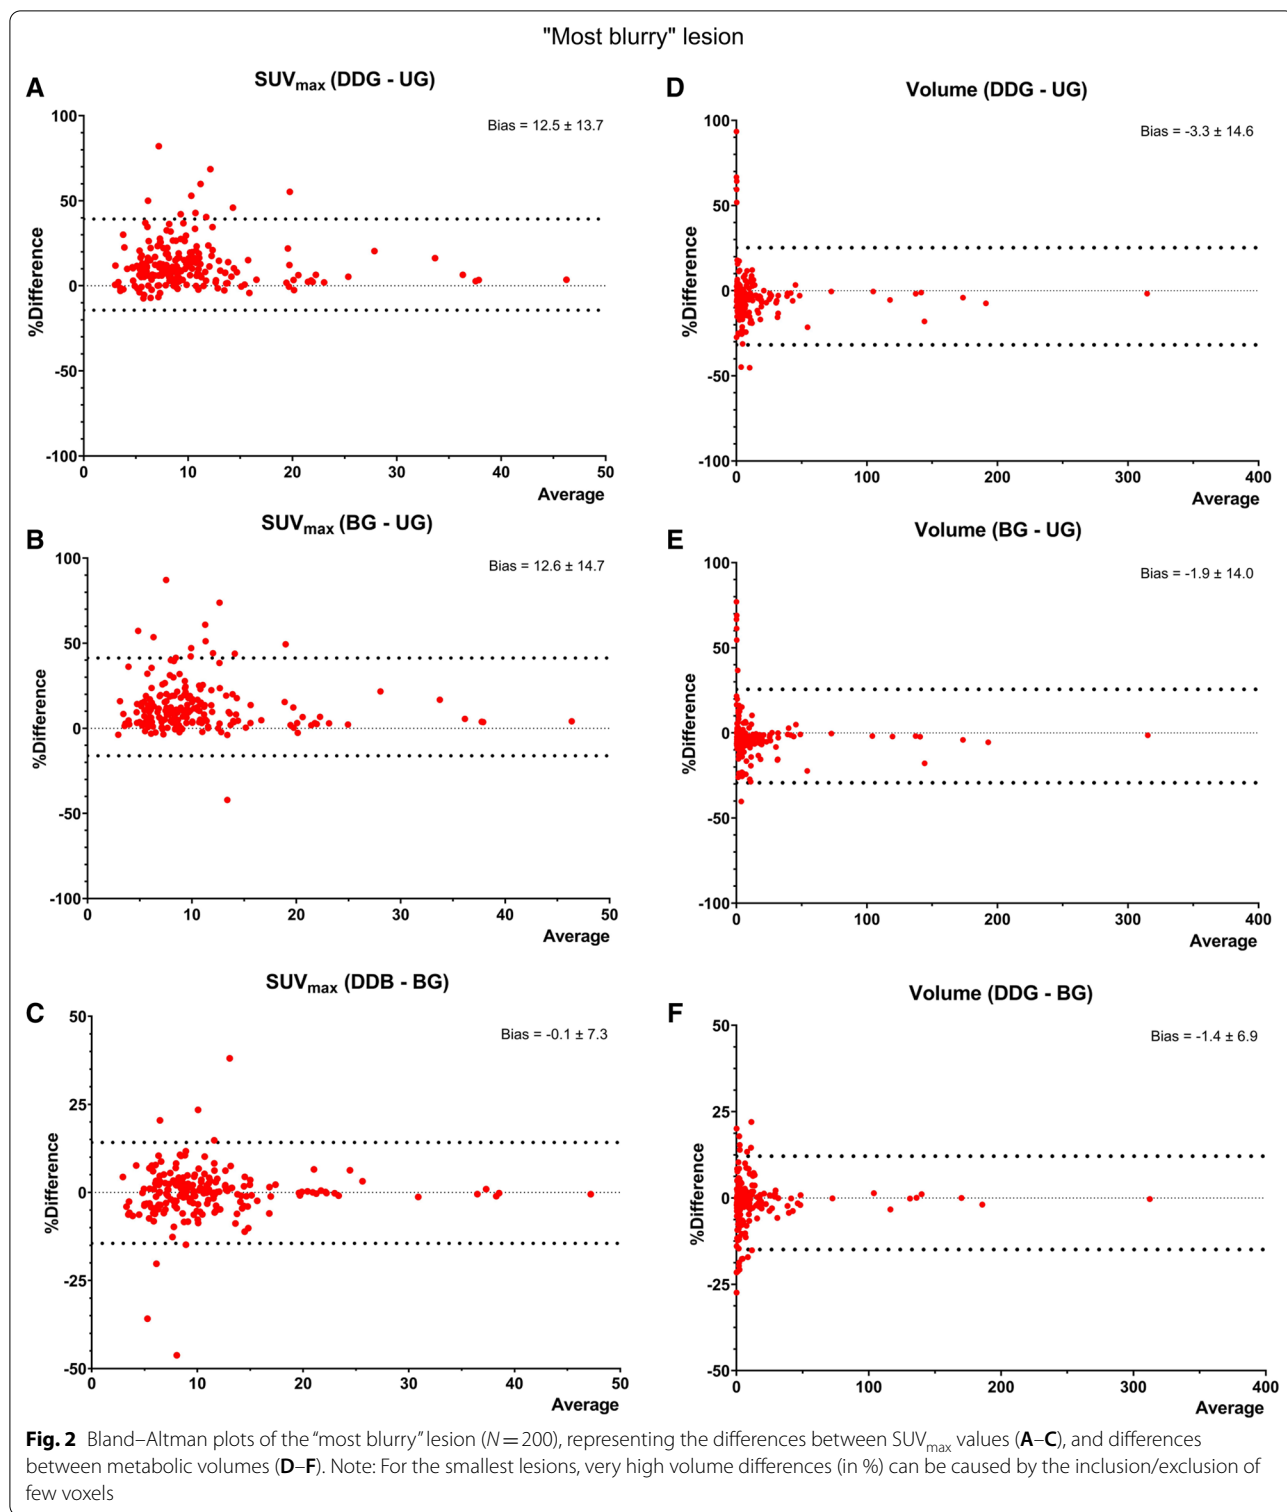 "Most blurry" lesion
A
SUVmax (DDG - UG)
Bias = 12.5 ± 13.7
100
50
0
-50
-100
%Difference
0 10 20 30 40 50
Average
D
Volume (DDG - UG)
Bias = -3.3 ± 14.6
100
50
0
-50
-100
%Difference
0 100 200 300 400
Average
B
SUVmax (BG - UG)
Bias = 12.6 ± 14.7
100
50
0
-50
-100
%Difference
0 10 20 30 40 50
Average
E
Volume (BG - UG)
Bias = -1.9 ± 14.0
100
50
0
-50
-100
%Difference
0 100 200 300 400
Average
C
SUVmax (DDB - BG)
Bias = -0.1 ± 7.3
50
25
0
-25
-50
%Difference
0 10 20 30 40 50
Average
F
Volume (DDG - BG)
Bias = -1.4 ± 6.9
50
25
0
-25
-50
%Difference
0 100 200 300 400
Average
Fig. 2 Bland–Altman plots of the "most blurry" lesion (N = 200), representing the differences between SUVmax values (A–C), and differences
between metabolic volumes (D–F). Note: For the smallest lesions, very high volume differences (in %) can be caused by the inclusion/exclusion of
few voxels